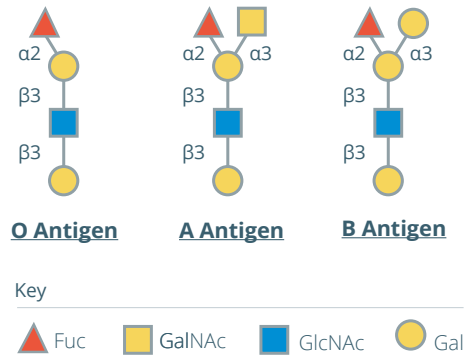 α2 α2 α3 α2 α3
β3 β3 β3
β3 β3 β3
O Antigen A Antigen B Antigen
Key
Fuc GalNAc GlcNAc Gal